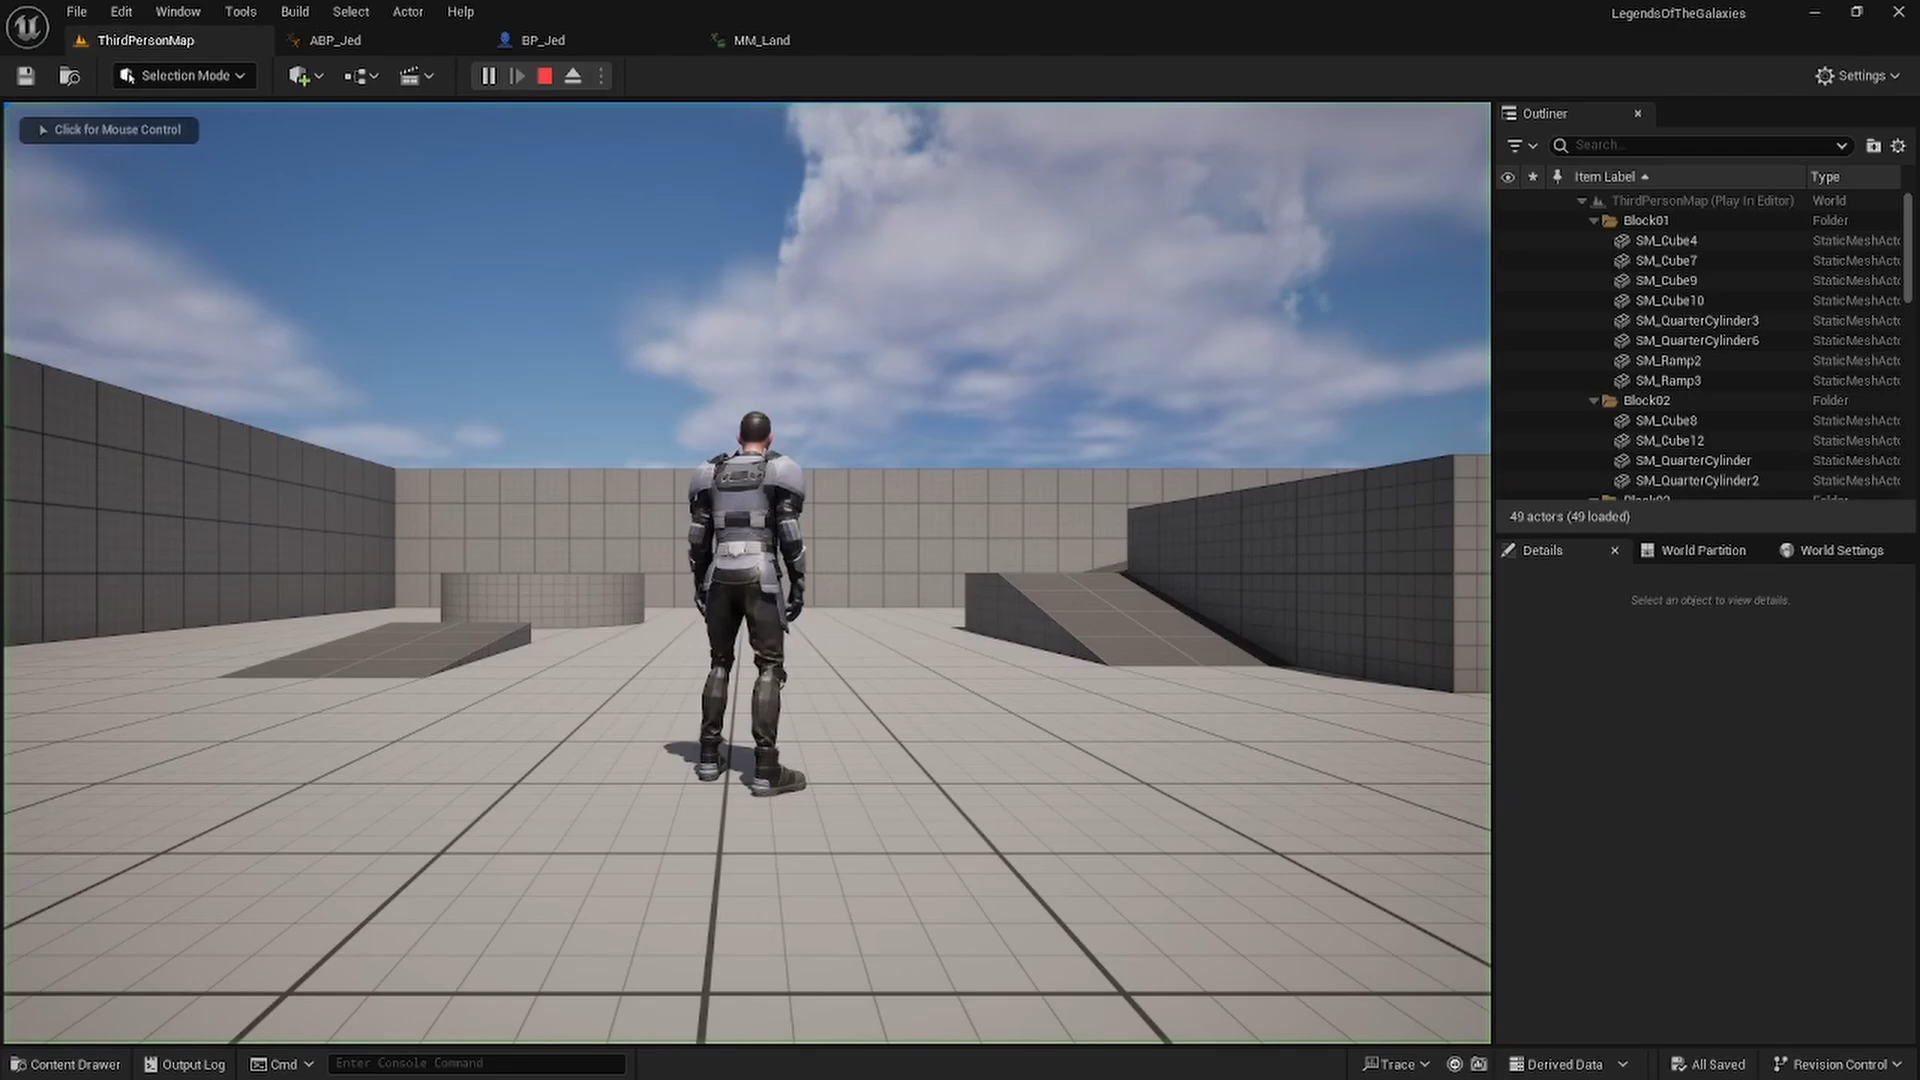 File Edit Window Tools Build Select Actor Help
LegendsOfTheGalaxies
ThirdPersonMap ABP_Jed BP_Jed MM_Land
Selection Mode
Settings
Click for Mouse Control
Outliner
Search...
Item Label Type
ThirdPersonMap (Play In Editor) World
Block01 Folder
SM_Cube4 StaticMeshActo
SM_Cube7 StaticMeshActo
SM_Cube9 StaticMeshActo
SM_Cube10 StaticMeshActo
SM_QuarterCylinder3 StaticMeshActo
SM_QuarterCylinder6 StaticMeshActo
SM_Ramp2 StaticMeshActo
SM_Ramp3 StaticMeshActo
Block02 Folder
SM_Cube8 StaticMeshActo
SM_Cube12 StaticMeshActo
SM_QuarterCylinder StaticMeshActo
SM_QuarterCylinder2 StaticMeshActo
49 actors (49 loaded)
Details World Partition World Settings
Select an object to view details.
Content Drawer Output Log Cmd Enter Console Command
Trace Derived Data All Saved Revision Control